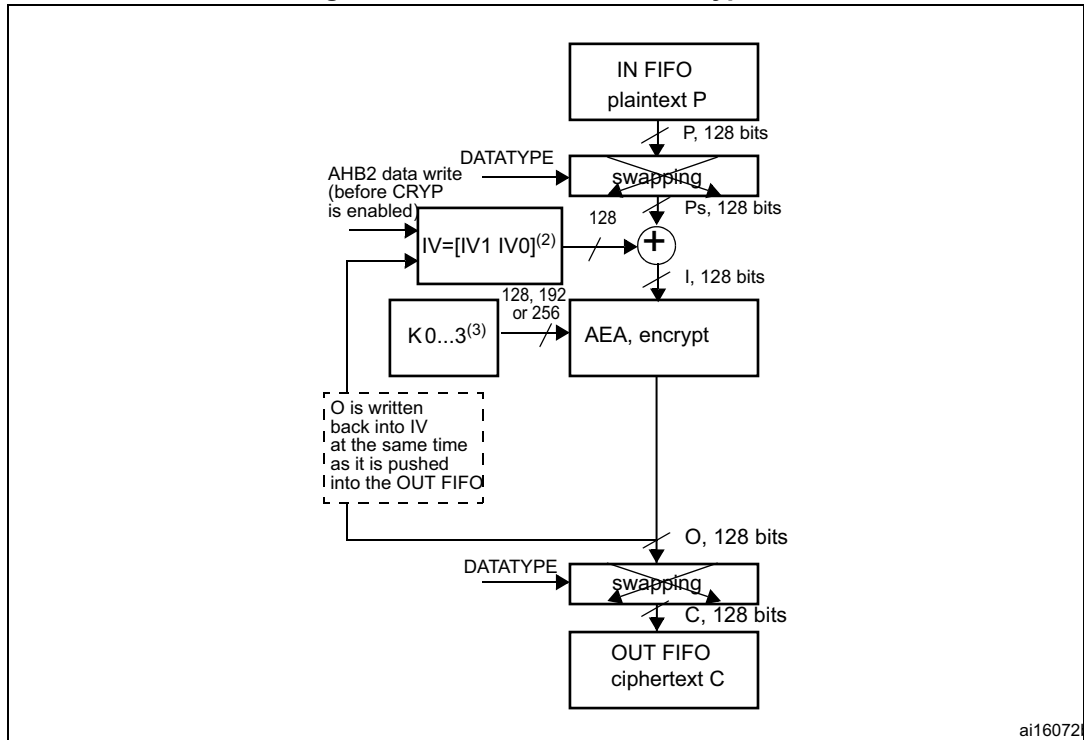 IN FIFO
plaintext P
P, 128 bits
DATATYPE
swapping
AHB2 data write
(before CRYP
is enabled)
Ps, 128 bits
128
IV=[IV1 IV0](2)
+
I, 128 bits
128, 192
or 256
K 0...3(3)
AEA, encrypt
O is written
back into IV
at the same time
as it is pushed
into the OUT FIFO
O, 128 bits
DATATYPE
swapping
C, 128 bits
OUT FIFO
ciphertext C